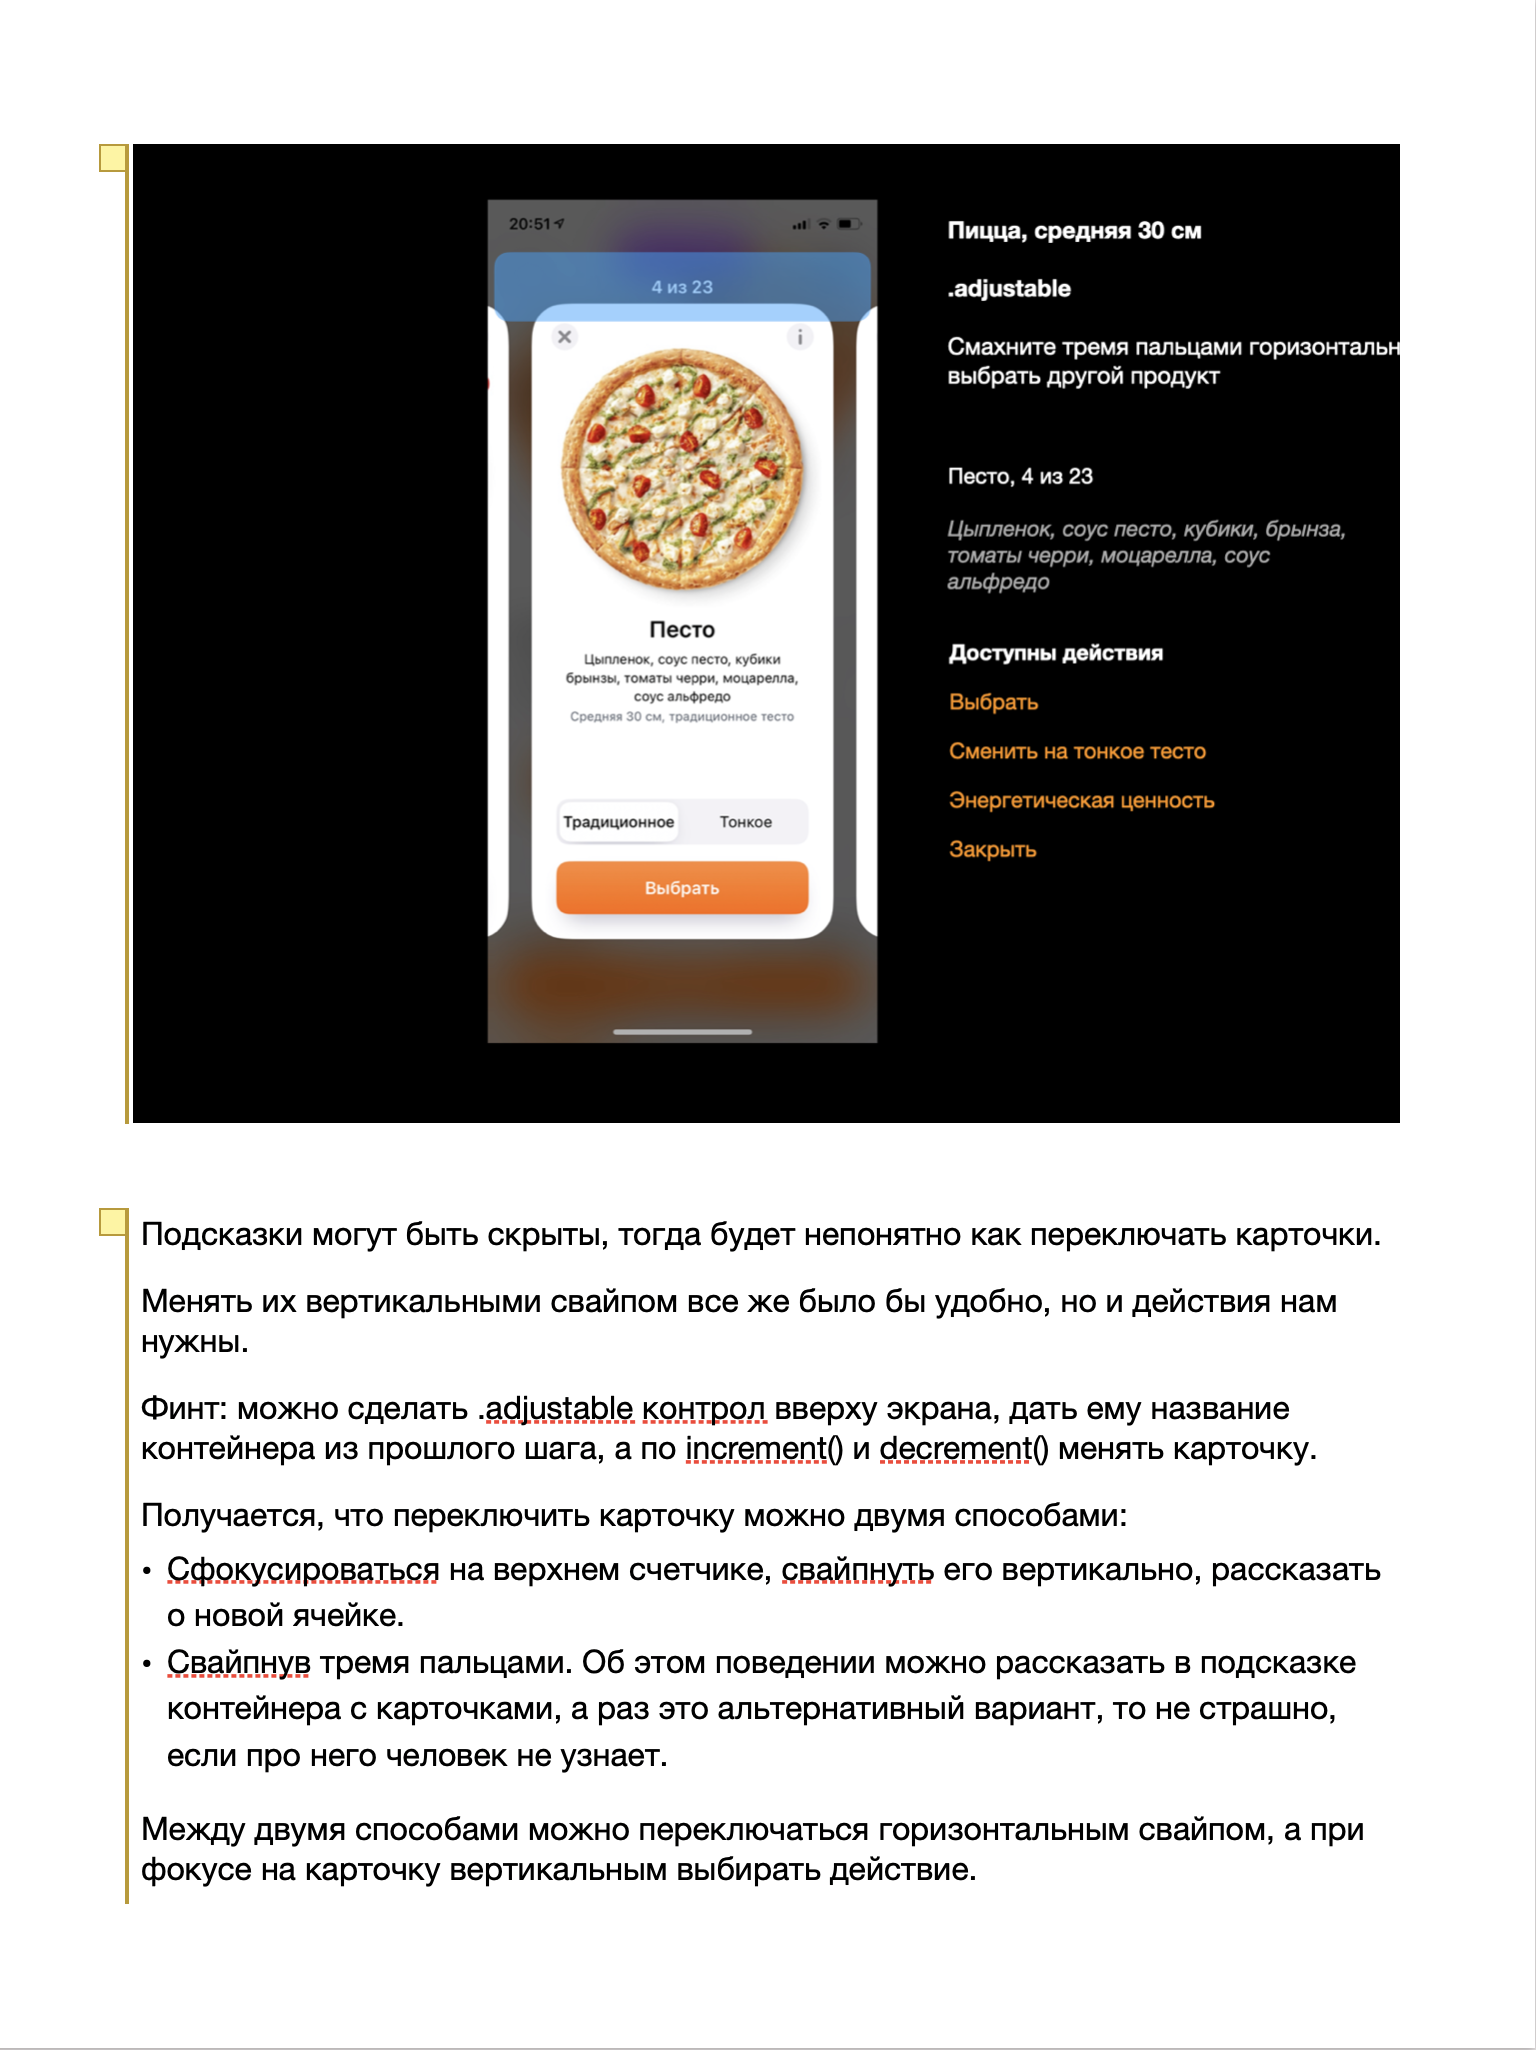 20:51
4 из 23
Песто
Цыпленок, соус песто, кубики
брынзы, томаты черри, моцарелла,
соус альфредо
Средняя 30 см, традиционное тесто
Традиционное Тонкое
Выбрать
Пицца, средняя 30 см
.adjustable
Смахните тремя пальцами горизонтальн
выбрать другой продукт
Песто, 4 из 23
Цыпленок, соус песто, кубики, брынза,
томаты черри, моцарелла, соус
альфредо
Доступны действия
Выбрать
Сменить на тонкое тесто
Энергетическая ценность
Закрыть
Подсказки могут быть скрыты, тогда будет непонятно как переключать карточки.
Менять их вертикальными свайпом все же было бы удобно, но и действия нам
нужны.
Финт: можно сделать .adjustable контрол вверху экрана, дать ему название
контейнера из прошлого шага, а по increment() и decrement() менять карточку.
Получается, что переключить карточку можно двумя способами:
• Сфокусироваться на верхнем счетчике, свайпнуть его вертикально, рассказать
о новой ячейке.
• Свайпнув тремя пальцами. Об этом поведении можно рассказать в подсказке
контейнера с карточками, а раз это альтернативный вариант, то не страшно,
если про него человек не узнает.
Между двумя способами можно переключаться горизонтальным свайпом, а при
фокусе на карточку вертикальным выбирать действие.